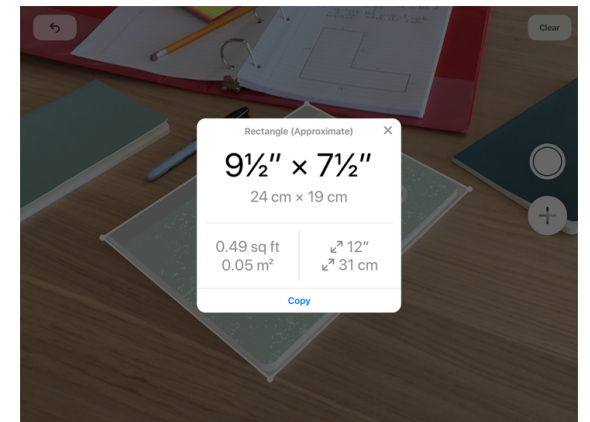 Clear
Rectangle (Approximate)
9½″ × 7½″
24 cm × 19 cm
0.49 sq ft
0.05 m²
12″
31 cm
Copy